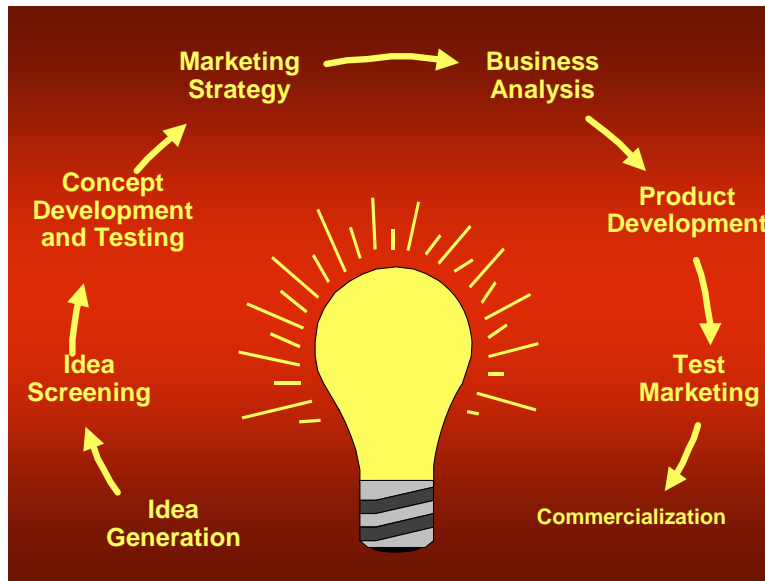 Marketing
Strategy
Business
Analysis
Concept
Development
and Testing
Product
Development
Idea
Screening
Test
Marketing
Idea
Generation
Commercialization